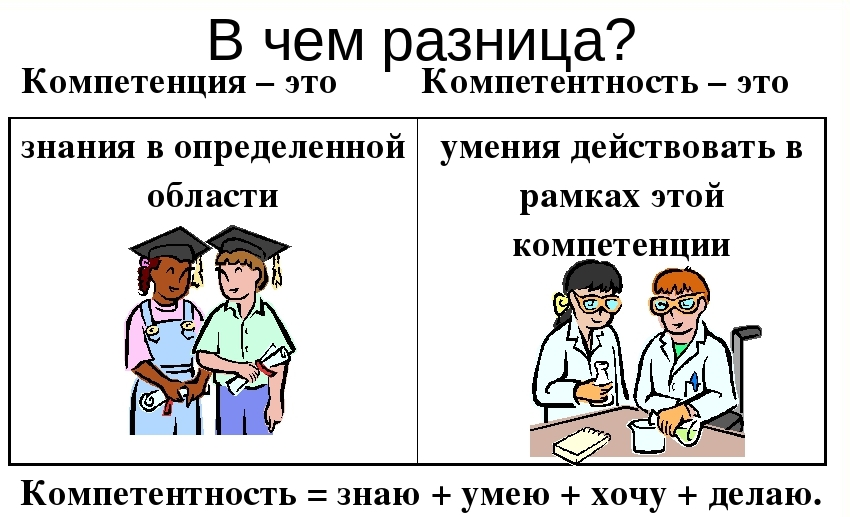 В чем разница?
Компетенция – это
Компетентность – это
знания в определенной
области
умения действовать в
рамках этой
компетенции
Компетентность = знаю + умею + хочу + делаю.